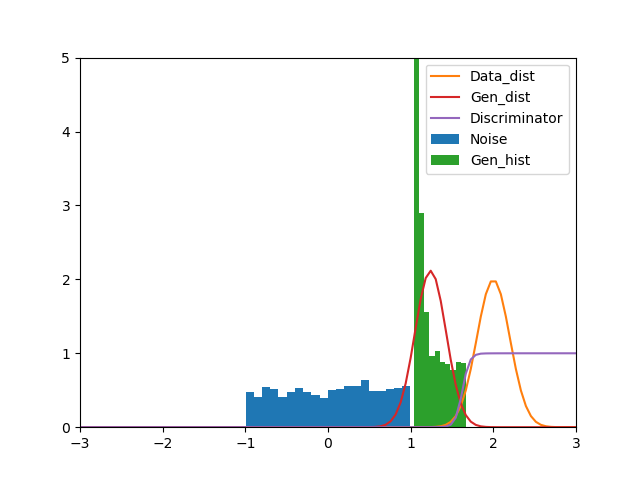 5
4
3
2
1
0
−3
−2
−1
0
1
2
3
Data_dist
Gen_dist
Discriminator
Noise
Gen_hist